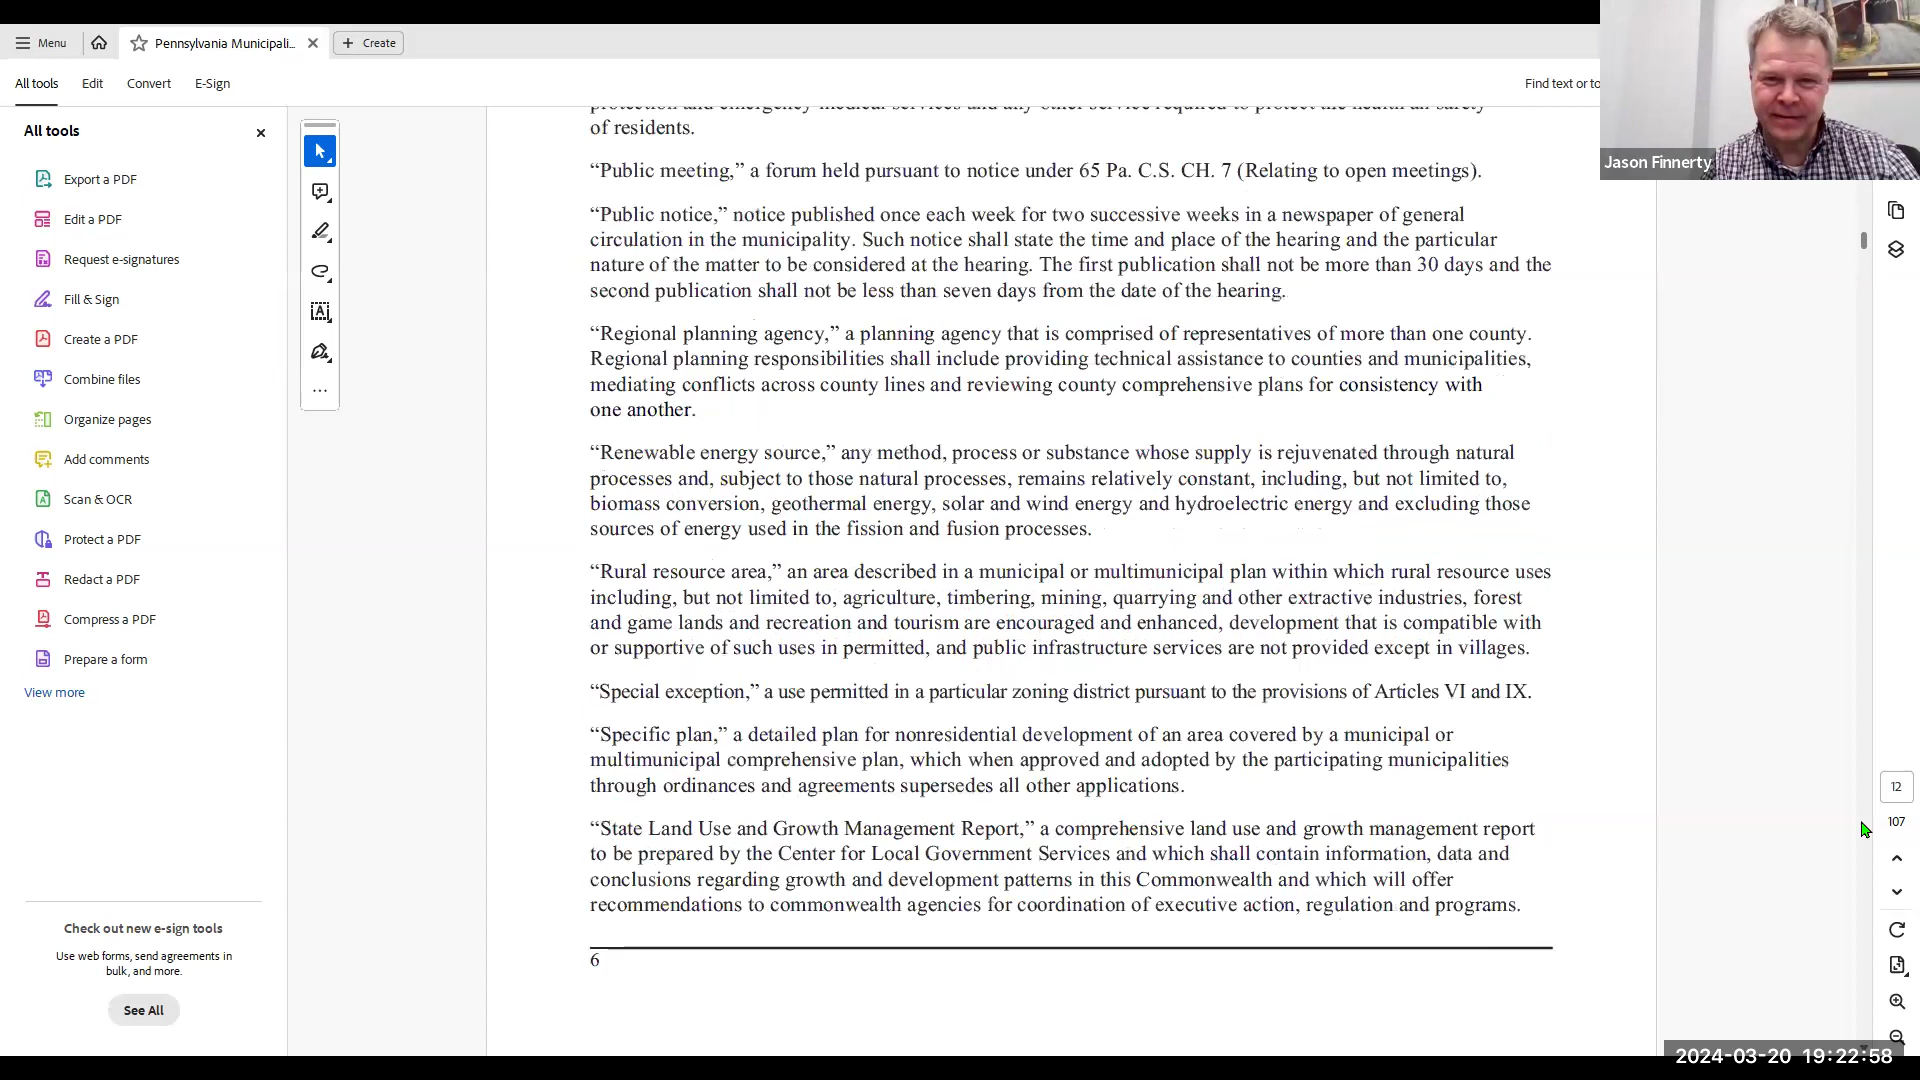 Menu
Pennsylvania Municipali...
Create
All tools
Edit
Convert
E-Sign
Find text or to
Jason Finnerty
All tools
Export a PDF
Edit a PDF
Request e-signatures
Fill & Sign
Create a PDF
Combine files
Organize pages
Add comments
Scan & OCR
Protect a PDF
Redact a PDF
Compress a PDF
Prepare a form
View more
Check out new e-sign tools
Use web forms, send agreements in
bulk, and more.
See All
protection and emergency medical services and any other service required to protect the health an safety
of residents.
“Public meeting,” a forum held pursuant to notice under 65 Pa. C.S. CH. 7 (Relating to open meetings).
“Public notice,” notice published once each week for two successive weeks in a newspaper of general
circulation in the municipality. Such notice shall state the time and place of the hearing and the particular
nature of the matter to be considered at the hearing. The first publication shall not be more than 30 days and the
second publication shall not be less than seven days from the date of the hearing.
“Regional planning agency,” a planning agency that is comprised of representatives of more than one county.
Regional planning responsibilities shall include providing technical assistance to counties and municipalities,
mediating conflicts across county lines and reviewing county comprehensive plans for consistency with
one another.
“Renewable energy source,” any method, process or substance whose supply is rejuvenated through natural
processes and, subject to those natural processes, remains relatively constant, including, but not limited to,
biomass conversion, geothermal energy, solar and wind energy and hydroelectric energy and excluding those
sources of energy used in the fission and fusion processes.
“Rural resource area,” an area described in a municipal or multimunicipal plan within which rural resource uses
including, but not limited to, agriculture, timbering, mining, quarrying and other extractive industries, forest
and game lands and recreation and tourism are encouraged and enhanced, development that is compatible with
or supportive of such uses in permitted, and public infrastructure services are not provided except in villages.
“Special exception,” a use permitted in a particular zoning district pursuant to the provisions of Articles VI and IX.
“Specific plan,” a detailed plan for nonresidential development of an area covered by a municipal or
multimunicipal comprehensive plan, which when approved and adopted by the participating municipalities
through ordinances and agreements supersedes all other applications.
“State Land Use and Growth Management Report,” a comprehensive land use and growth management report
to be prepared by the Center for Local Government Services and which shall contain information, data and
conclusions regarding growth and development patterns in this Commonwealth and which will offer
recommendations to commonwealth agencies for coordination of executive action, regulation and programs.
6
12
107
2024-03-20 19:22:58